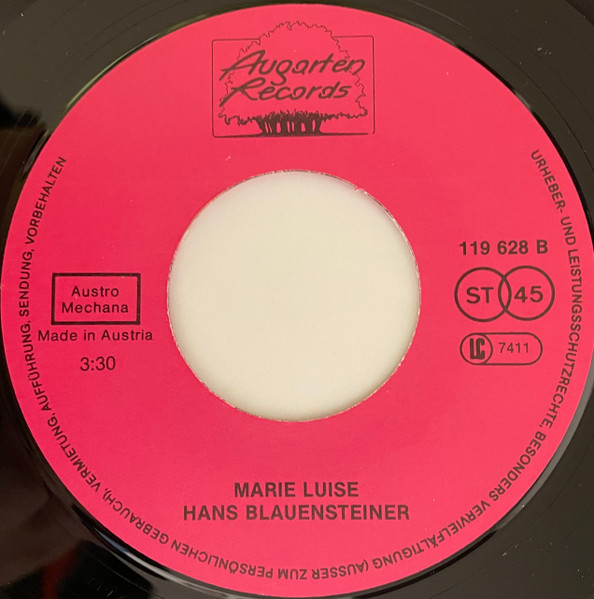 Augarten
Records
119 628 B
ST 45
LC 7411
Austro
Mechana
Made in Austria
3:30
MARIE LUISE
HANS BLAUENSTEINER
URHEBER- UND LEISTUNGSSCHUTZRECHTE, BESONDERS VERVIELFÄLTIGUNG (AUSSER ZUM PERSÖNLICHEN GEBRAUCH), VERMIETUNG, AUFFÜHRUNG, SENDUNG, VORBEHALTEN